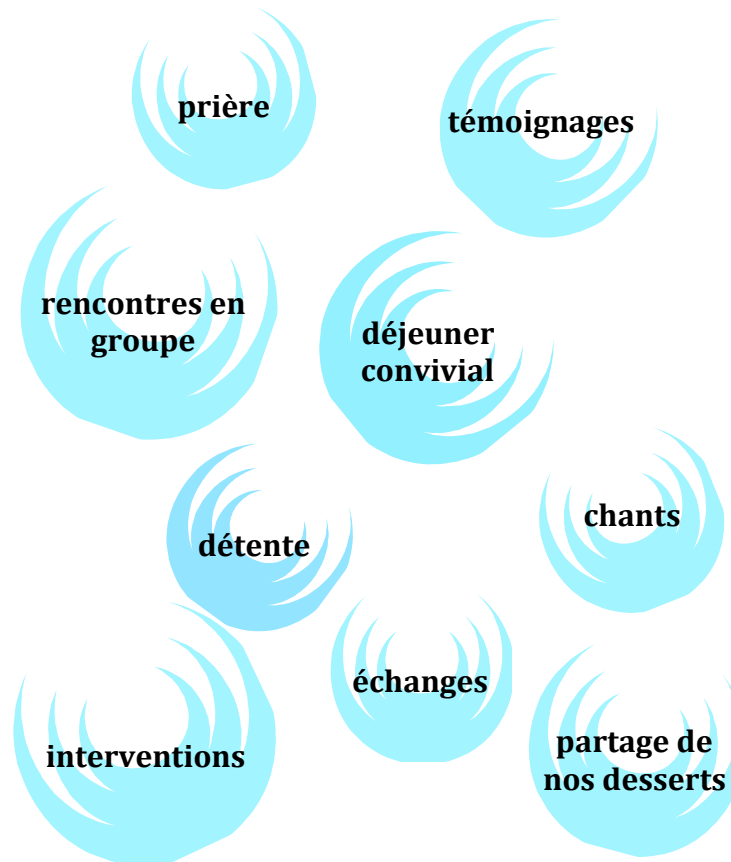 prière
témoignages
rencontres en
groupe
déjeuner
convivial
chants
détente
échanges
interventions
partage de
nos desserts